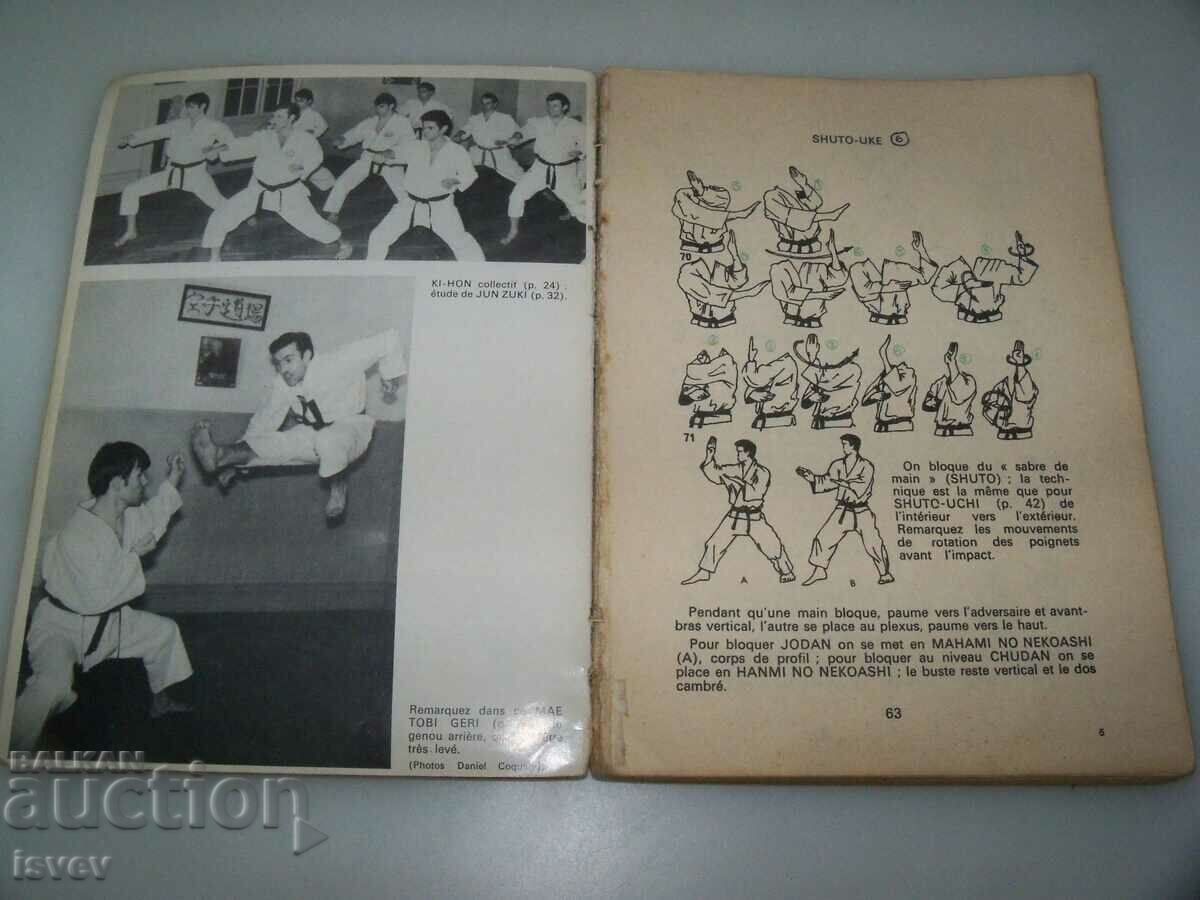 KI-HON collectif (p. 24) :
étude de JUN ZUKI (p. 32).
空手道場
Remarquez dans ce MAE
TOBI GERI
genou arrière,
très levé.
(Photos Daniel
SHUTO-UKE 6
70
71
A B
On bloque du « sabre de
main » (SHUTO) ; la tech-
nique est la même que pour
SHUTO-UCHI (p. 42) de
l'intérieur vers l'extérieur.
Remarquez les mouvements
de rotation des poignets
avant l'impact.
Pendant qu'une main bloque, paume vers l'adversaire et avant-
bras vertical, l'autre se place au plexus, paume vers le haut.
Pour bloquer JODAN on se met en MAHAMI NO NEKOASHI
(A), corps de profil ; pour bloquer au niveau CHUDAN on se
place en HANMI NO NEKOASHI ; le buste reste vertical et le dos
cambré.
63
5
BALKAN
auction
isvev